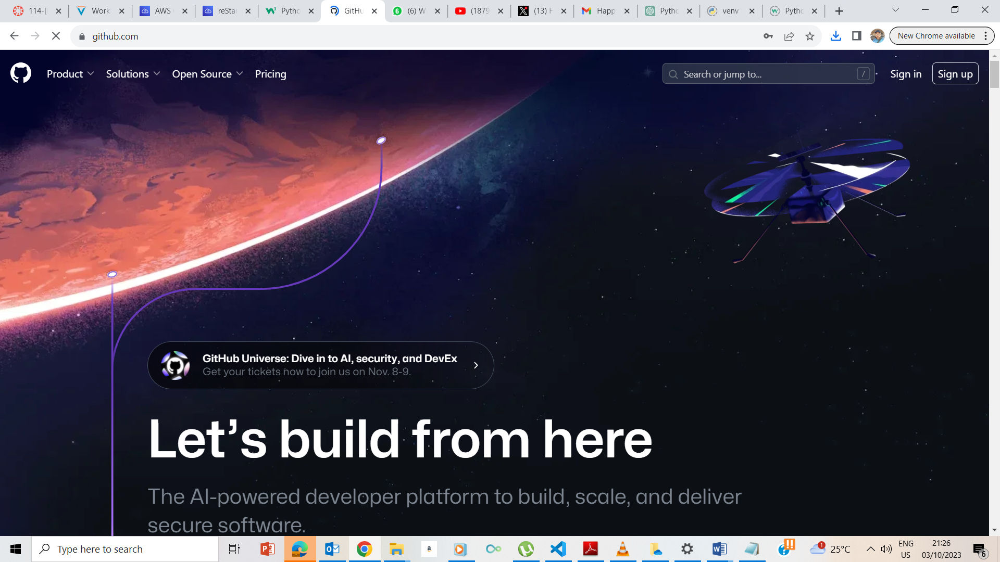 114-[
Work
AWS
reStar
Pytho
GitHu
(6) W
(1879
(13) H
Happ
Pytho
venv
Pytho
github.com
New Chrome available
Product
Solutions
Open Source
Pricing
Search or jump to...
/
Sign in
Sign up
GitHub Universe: Dive in to AI, security, and DevEx
Get your tickets now to join us on Nov. 8-9.
Let’s build from here
The AI-powered developer platform to build, scale, and deliver
secure software.
Type here to search
a
1
25°C
ENG
US
21:26
03/10/2023
6